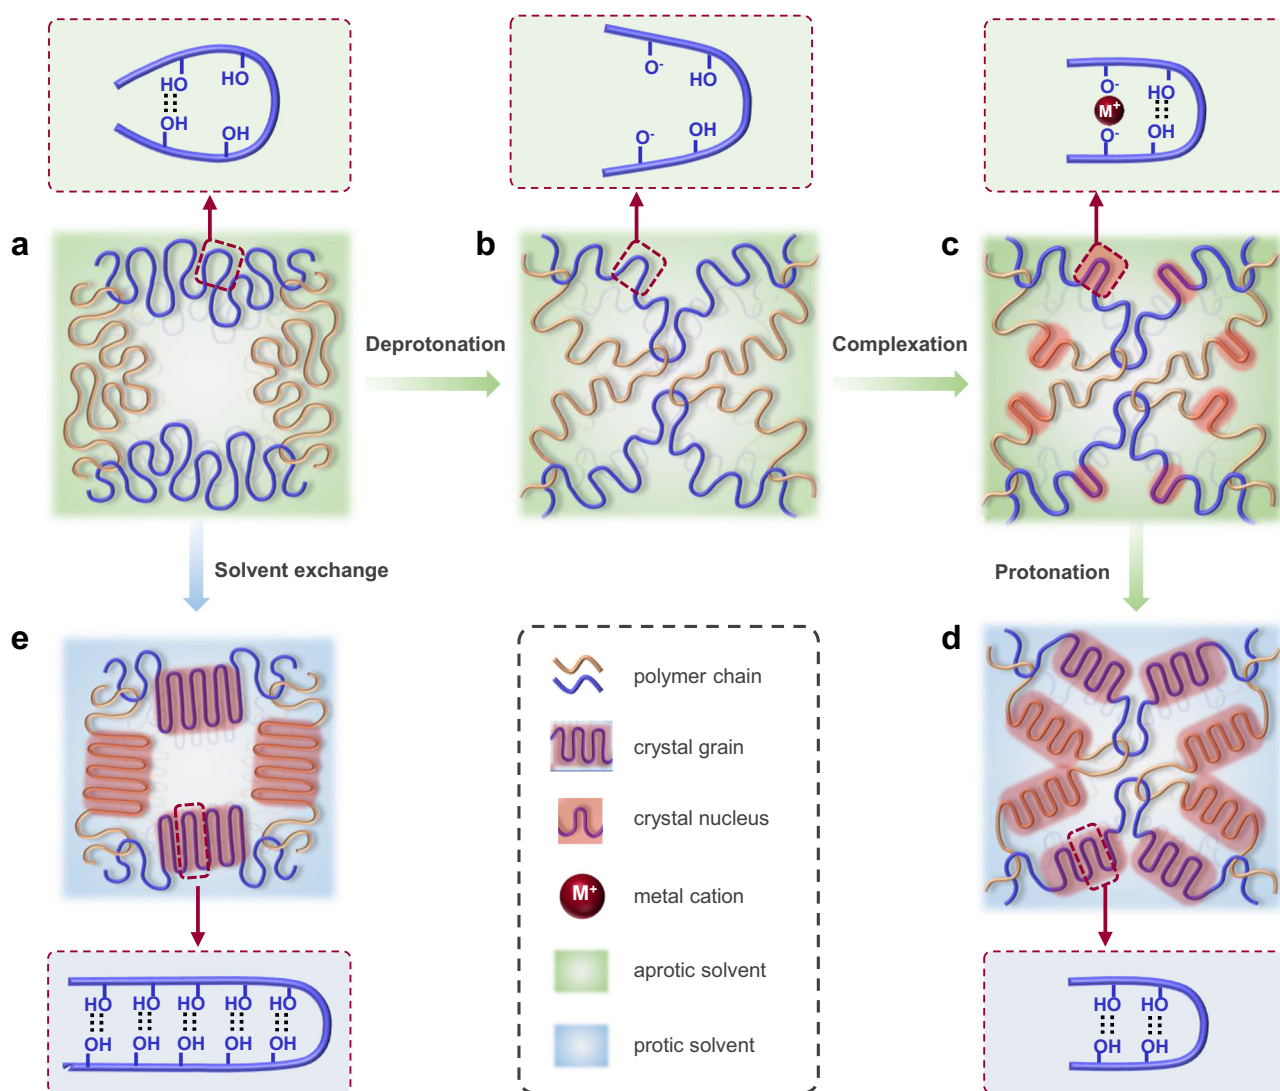 HO HO
OH OH
O- HO
O- OH
O- HO
M+
O- OH
a
b
c
Deprotonation
Complexation
Solvent exchange
Protonation
e
d
polymer chain
crystal grain
crystal nucleus
M+ metal cation
aprotic solvent
protic solvent
HO HO HO HO HO
OH OH OH OH OH
HO HO
OH OH